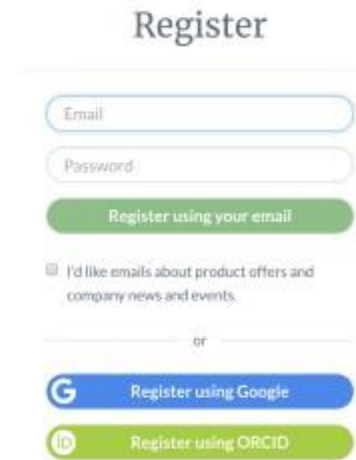 Register
Email
Password
Register using your email
I'd like emails about product offers and
company news and events.
or
G Register using Google
iD Register using ORCID